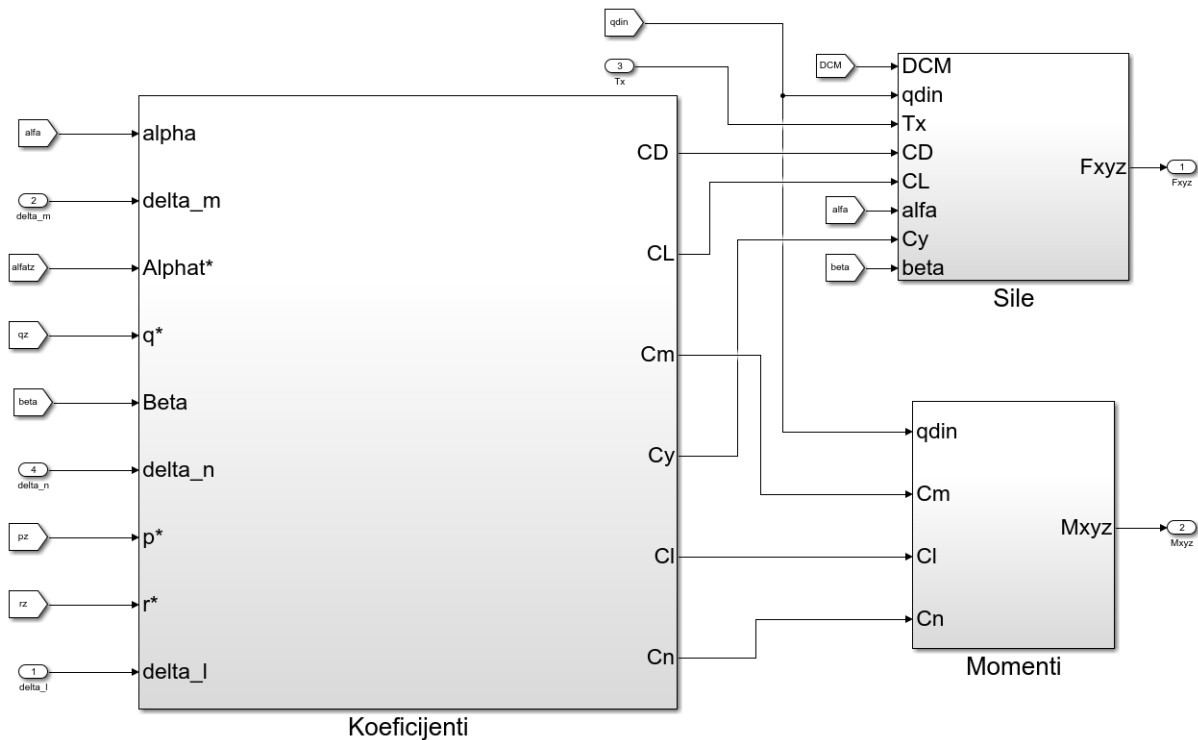 qdin
3
Tx
alfa
2
delta_m
alfatz
qz
beta
4
delta_n
pz
rz
1
delta_l
alpha
delta_m
Alphat*
q*
Beta
delta_n
p*
r*
delta_l
CD
CL
Cm
Cy
Cl
Cn
Koeficijenti
DCM
alfa
beta
DCM
qdin
Tx
CD
CL
alfa
Cy
beta
Fxyz
Sile
1
Fxyz
qdin
Cm
Cl
Cn
Mxyz
Momenti
2
Mxyz